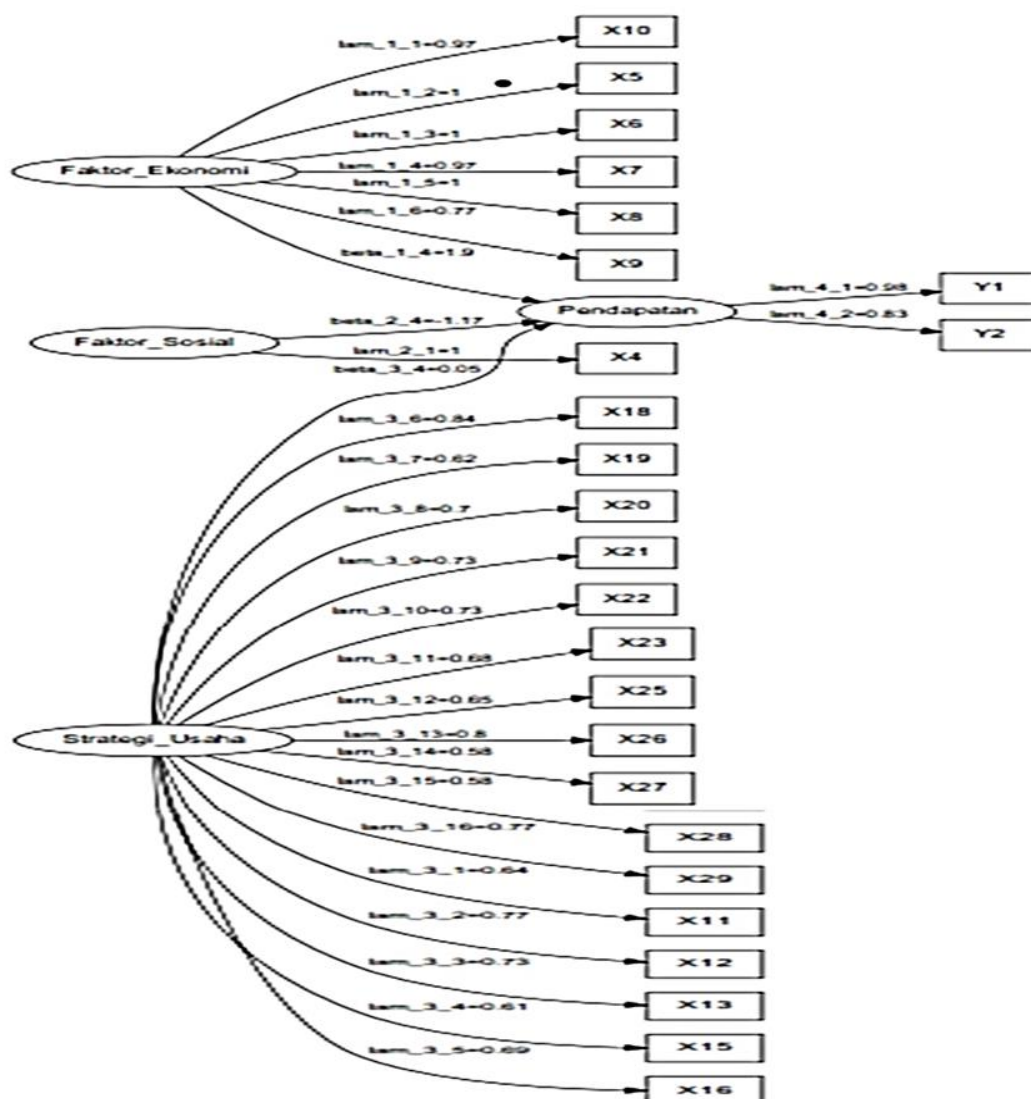 lam_1_1=0.97
X10
lam_1_2=1
X5
lam_1_3=1
X6
Faktor_Ekonomi
lam_1_4=0.97
X7
lam_1_5=1
X8
lam_1_6=0.77
X9
beta_1_4=1.9
Pendapatan
lam_4_1=0.98
Y1
lam_4_2=0.83
Y2
Faktor_Sosial
beta_2_4=-1.17
lam_2_1=1
X4
beta_3_4=0.05
lam_3_6=0.84
X18
lam_3_7=0.62
X19
lam_3_8=0.7
X20
lam_3_9=0.73
X21
lam_3_10=0.73
X22
lam_3_11=0.68
X23
lam_3_12=0.65
X25
Strategi_Usaha
lam_3_13=0.8
X26
lam_3_14=0.58
X27
lam_3_15=0.58
X28
lam_3_16=0.77
X29
lam_3_1=0.64
X11
lam_3_2=0.77
X12
lam_3_3=0.73
X13
lam_3_4=0.61
X15
lam_3_5=0.69
X16